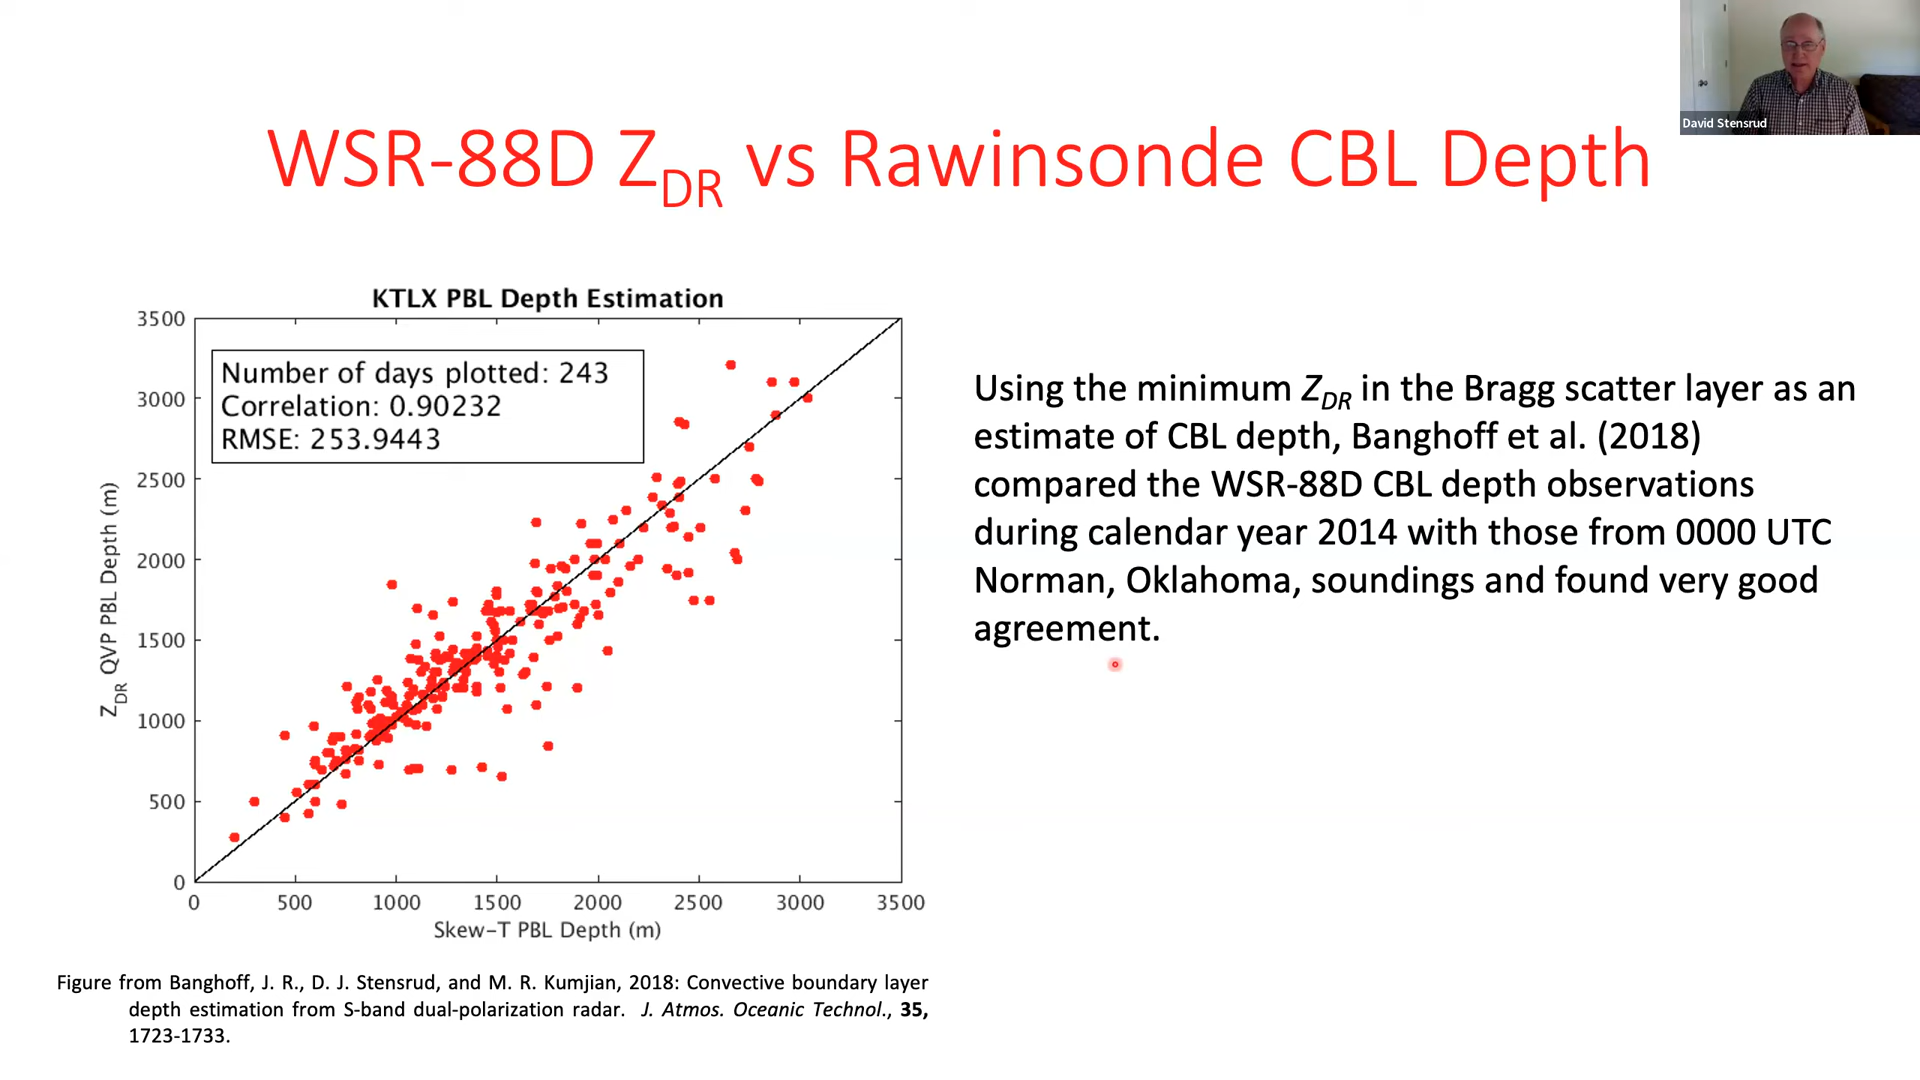 David Stensrud
WSR-88D ZDR vs Rawinsonde CBL Depth
KTLX PBL Depth Estimation
Number of days plotted: 243
Correlation: 0.90232
RMSE: 253.9443
3500
3000
2500
2000
1500
1000
500
0
ZDR QVP PBL Depth (m)
0 500 1000 1500 2000 2500 3000 3500
Skew-T PBL Depth (m)
Using the minimum ZDR in the Bragg scatter layer as an
estimate of CBL depth, Banghoff et al. (2018)
compared the WSR-88D CBL depth observations
during calendar year 2014 with those from 0000 UTC
Norman, Oklahoma, soundings and found very good
agreement.
Figure from Banghoff, J. R., D. J. Stensrud, and M. R. Kumjian, 2018: Convective boundary layer
depth estimation from S-band dual-polarization radar. J. Atmos. Oceanic Technol., 35,
1723-1733.